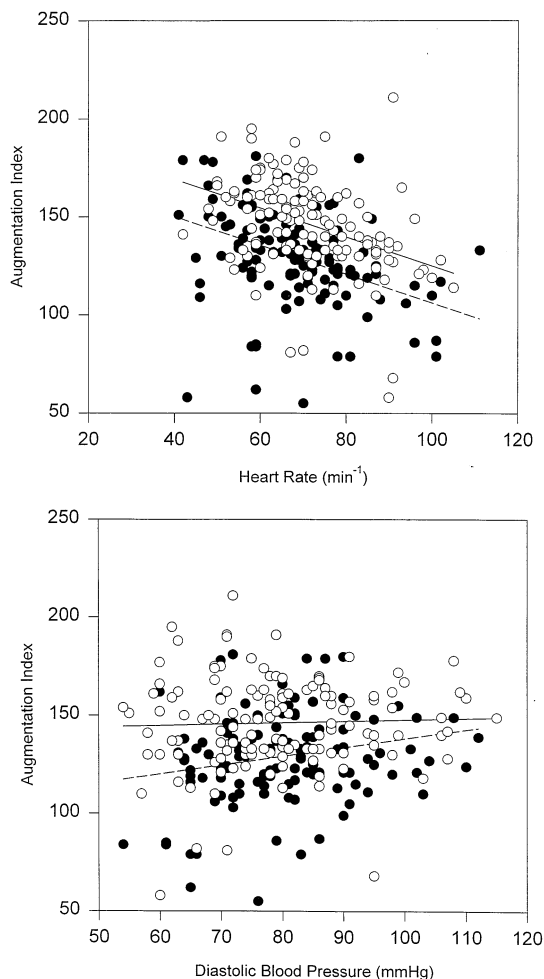 250
200
150
100
50
Augmentation Index
20 40 60 80 100 120
Heart Rate (min-1)
250
200
150
100
50
Augmentation Index
50 60 70 80 90 100 110 120
Diastolic Blood Pressure (mmHg)